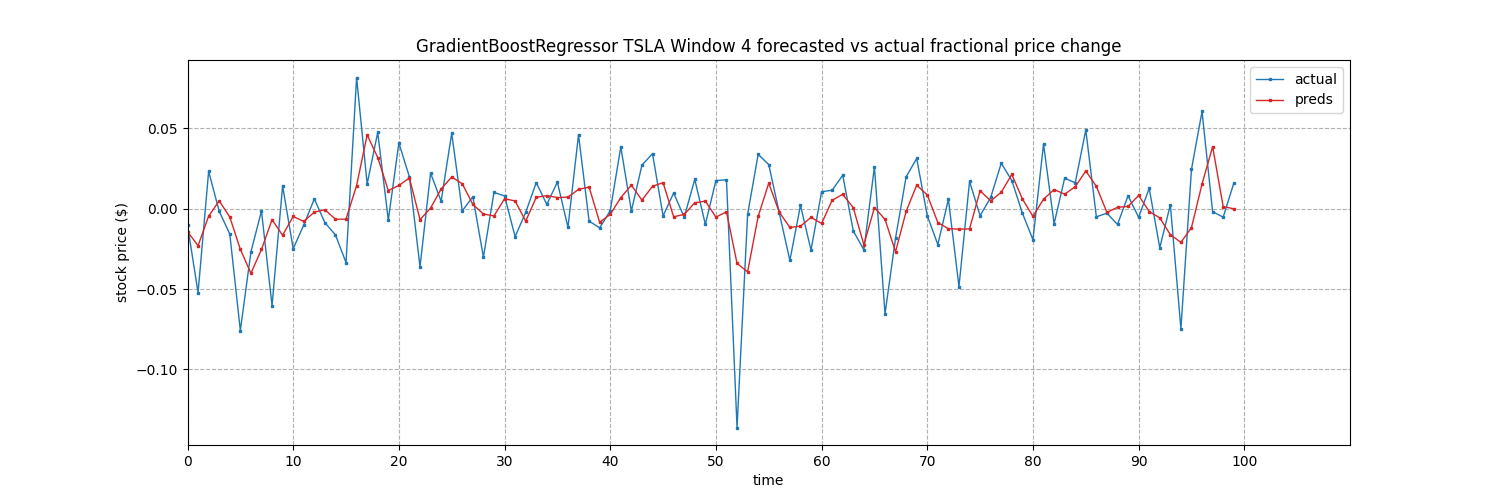 GradientBoostRegressor TSLA Window 4 forecasted vs actual fractional price change
actual
preds
stock price ($)
0.05
0.00
−0.05
−0.10
0 10 20 30 40 50 60 70 80 90 100
time